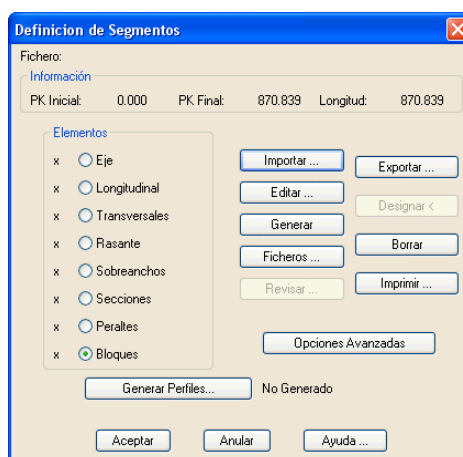 Definicion de Segmentos
Fichero:
Información
PK Inicial: 0.000 PK Final: 870.839 Longitud: 870.839
Elementos
x Eje
x Longitudinal
x Transversales
x Rasante
x Sobreanchos
x Secciones
x Peraltes
x Bloques
Importar ...
Exportar ...
Editar ...
Designar <
Generar
Borrar
Ficheros ...
Imprimir ...
Revisar ...
Opciones Avanzadas
Generar Perfiles... No Generado
Aceptar Anular Ayuda ...